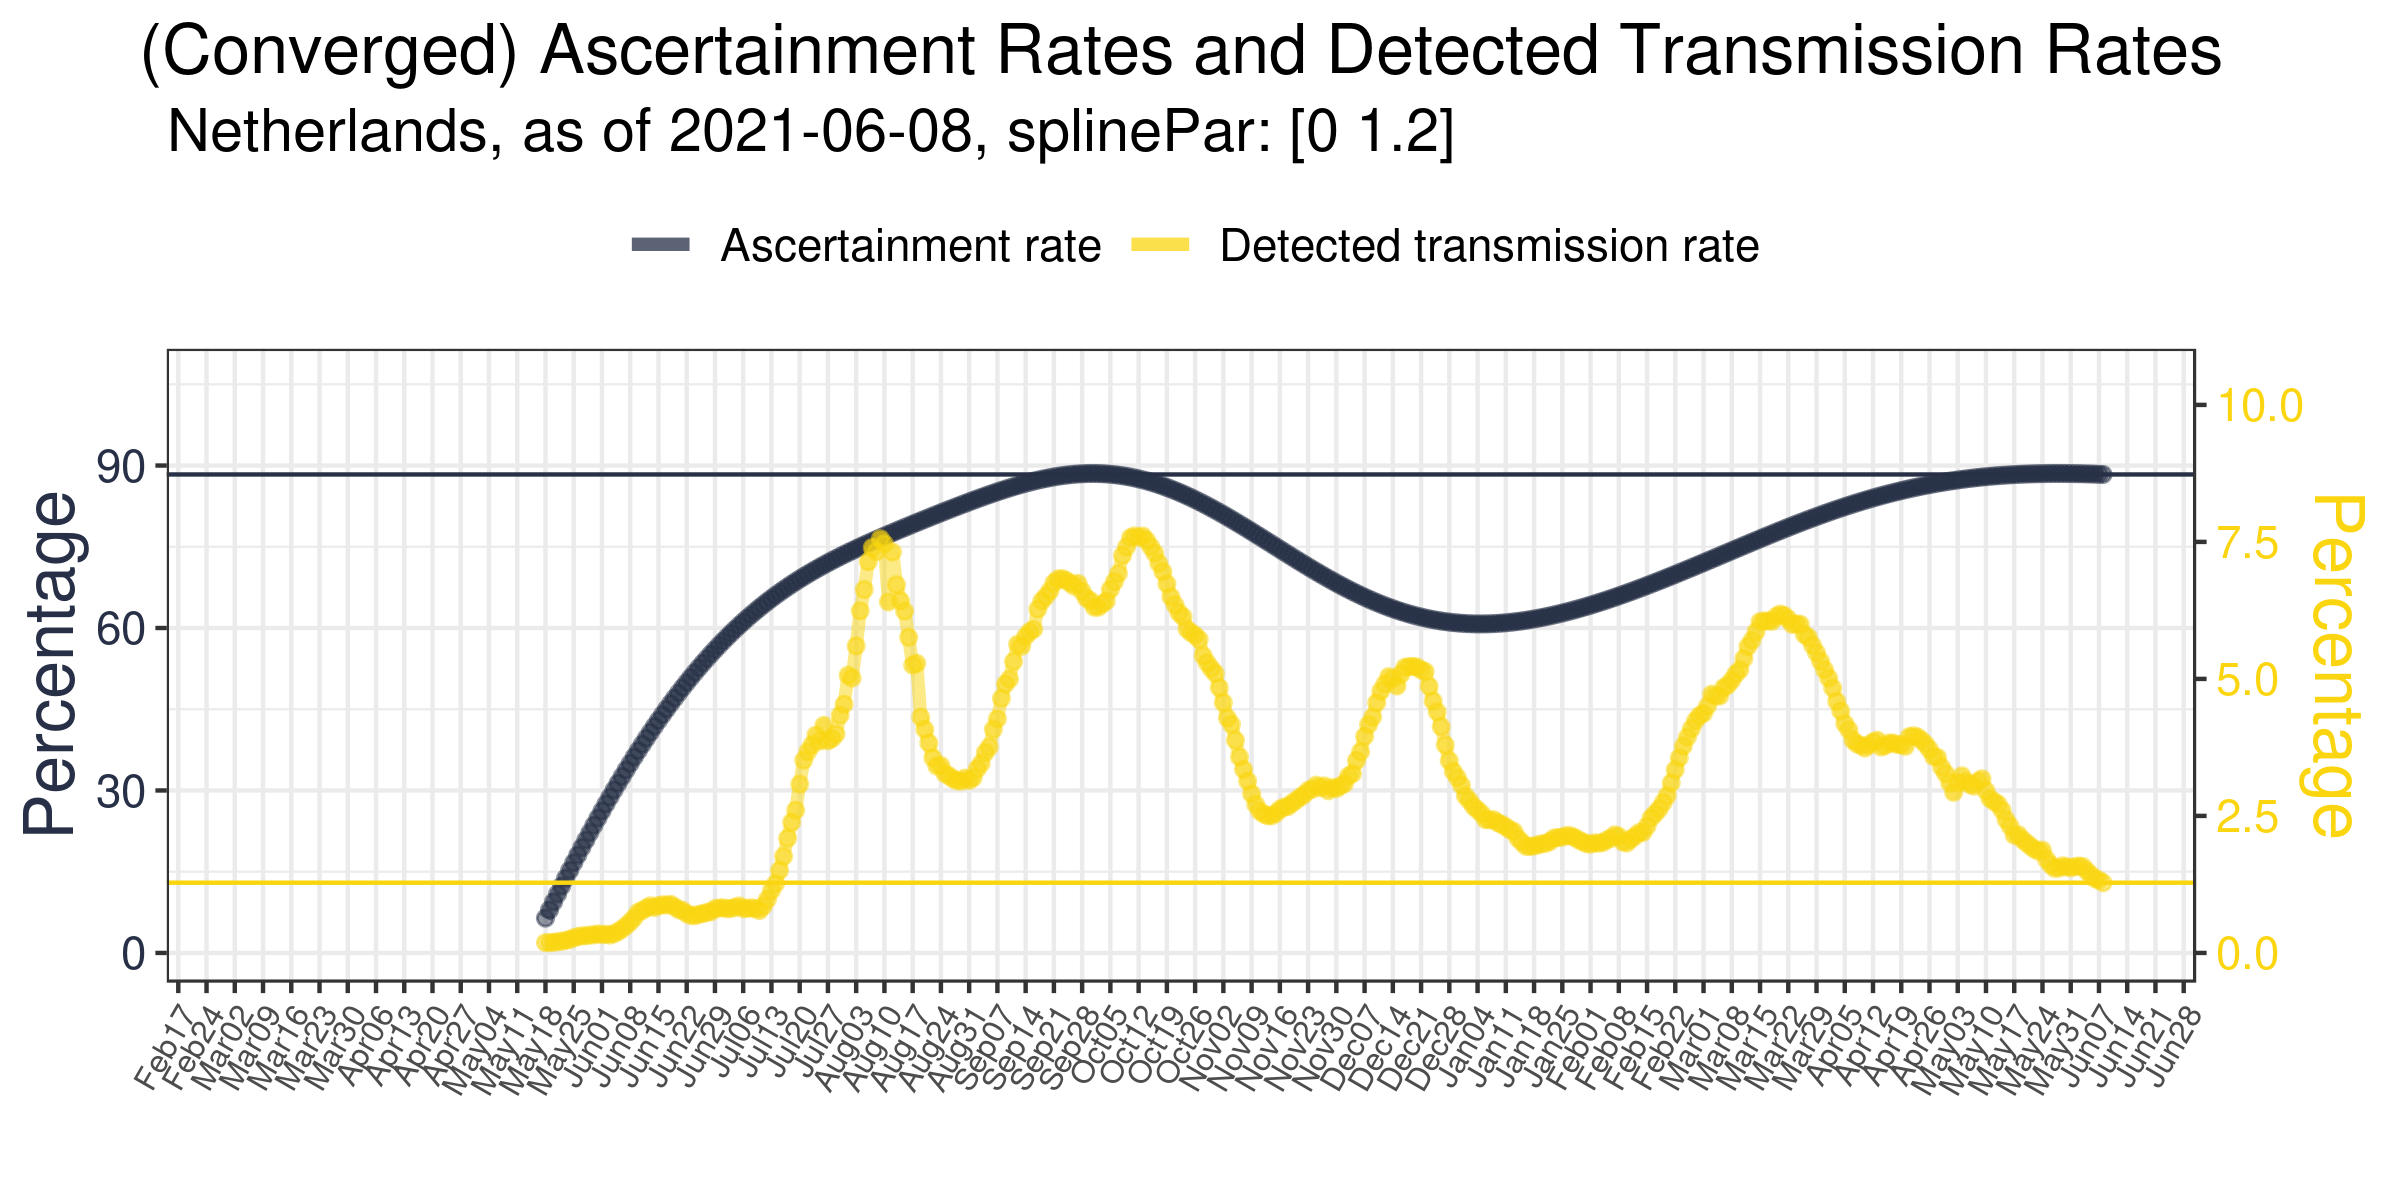 (Converged) Ascertainment Rates and Detected Transmission Rates
Netherlands, as of 2021-06-08, splinePar: [0 1.2]
Ascertainment rate Detected transmission rate
Percentage
90
60
30
0
10.0
7.5
5.0
2.5
0.0
Percentage
Feb17
Feb24
Mar02
Mar09
Mar16
Mar23
Mar30
Apr06
Apr13
Apr20
Apr27
May04
May11
May18
May25
Jun01
Jun08
Jun15
Jun22
Jun29
Jul06
Jul13
Jul20
Jul27
Aug03
Aug10
Aug17
Aug24
Aug31
Sep07
Sep14
Sep21
Sep28
Oct05
Oct12
Oct19
Oct26
Nov02
Nov09
Nov16
Nov23
Nov30
Dec07
Dec14
Dec21
Dec28
Jan04
Jan11
Jan18
Jan25
Feb01
Feb08
Feb15
Feb22
Mar01
Mar08
Mar15
Mar22
Mar29
Apr05
Apr12
Apr19
Apr26
May03
May10
May17
May24
May31
Jun07
Jun14
Jun21
Jun28